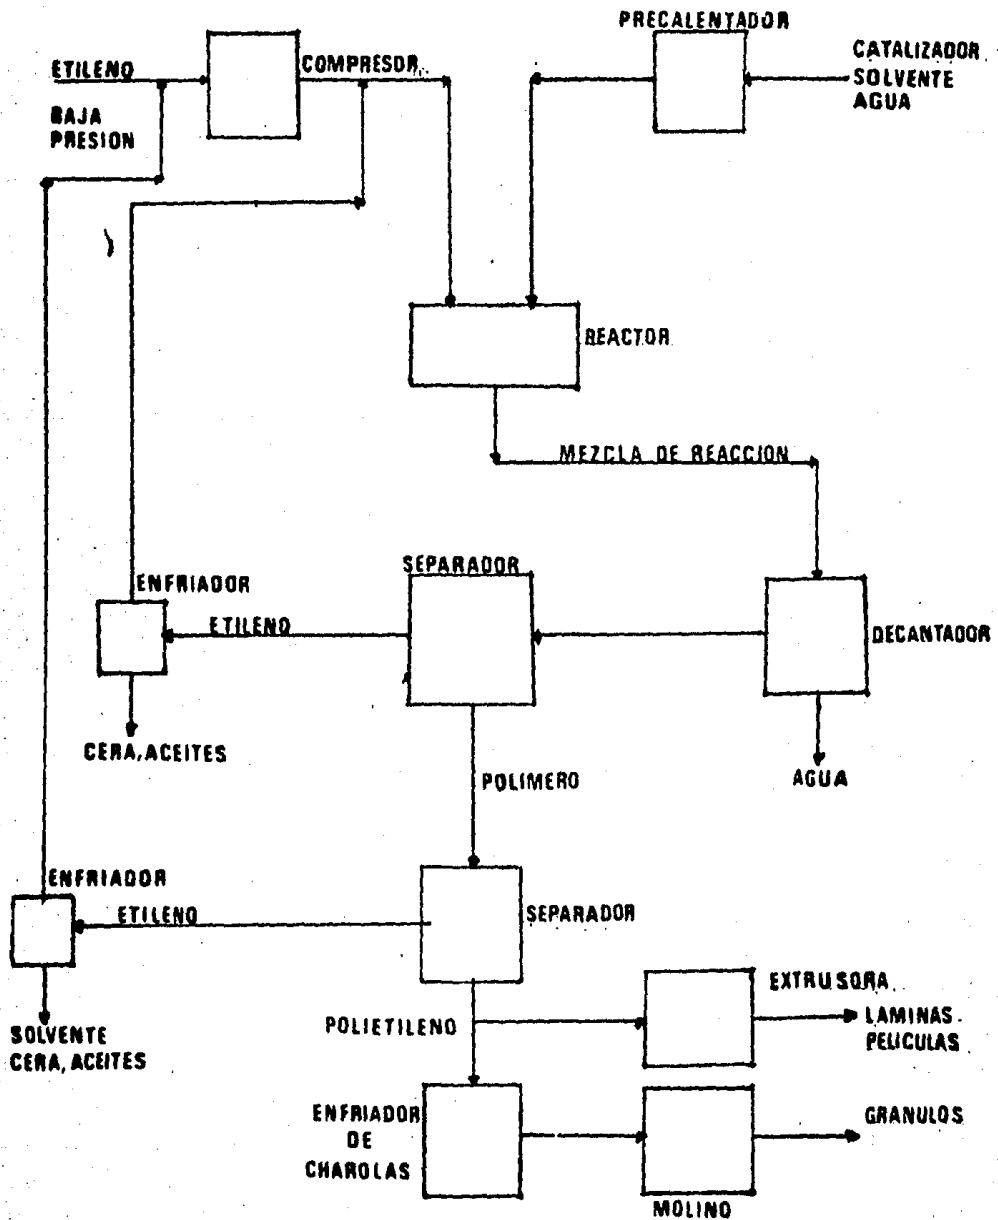 PRECALENTADOR
ETILENO
COMPRESOR
CATALIZADOR
SOLVENTE
AGUA
BAJA
PRESION
REACTOR
MEZCLA DE REACCION
SEPARADOR
ENFRIADOR
ETILENO
DECANTADOR
CERA, ACEITES
POLIMERO
AGUA
ENFRIADOR
ETILENO
SEPARADOR
EXTRUSORA
POLIETILENO
LAMINAS
PELICULAS
SOLVENTE
CERA, ACEITES
ENFRIADOR
DE
CHAROLAS
GRANULOS
MOLINO